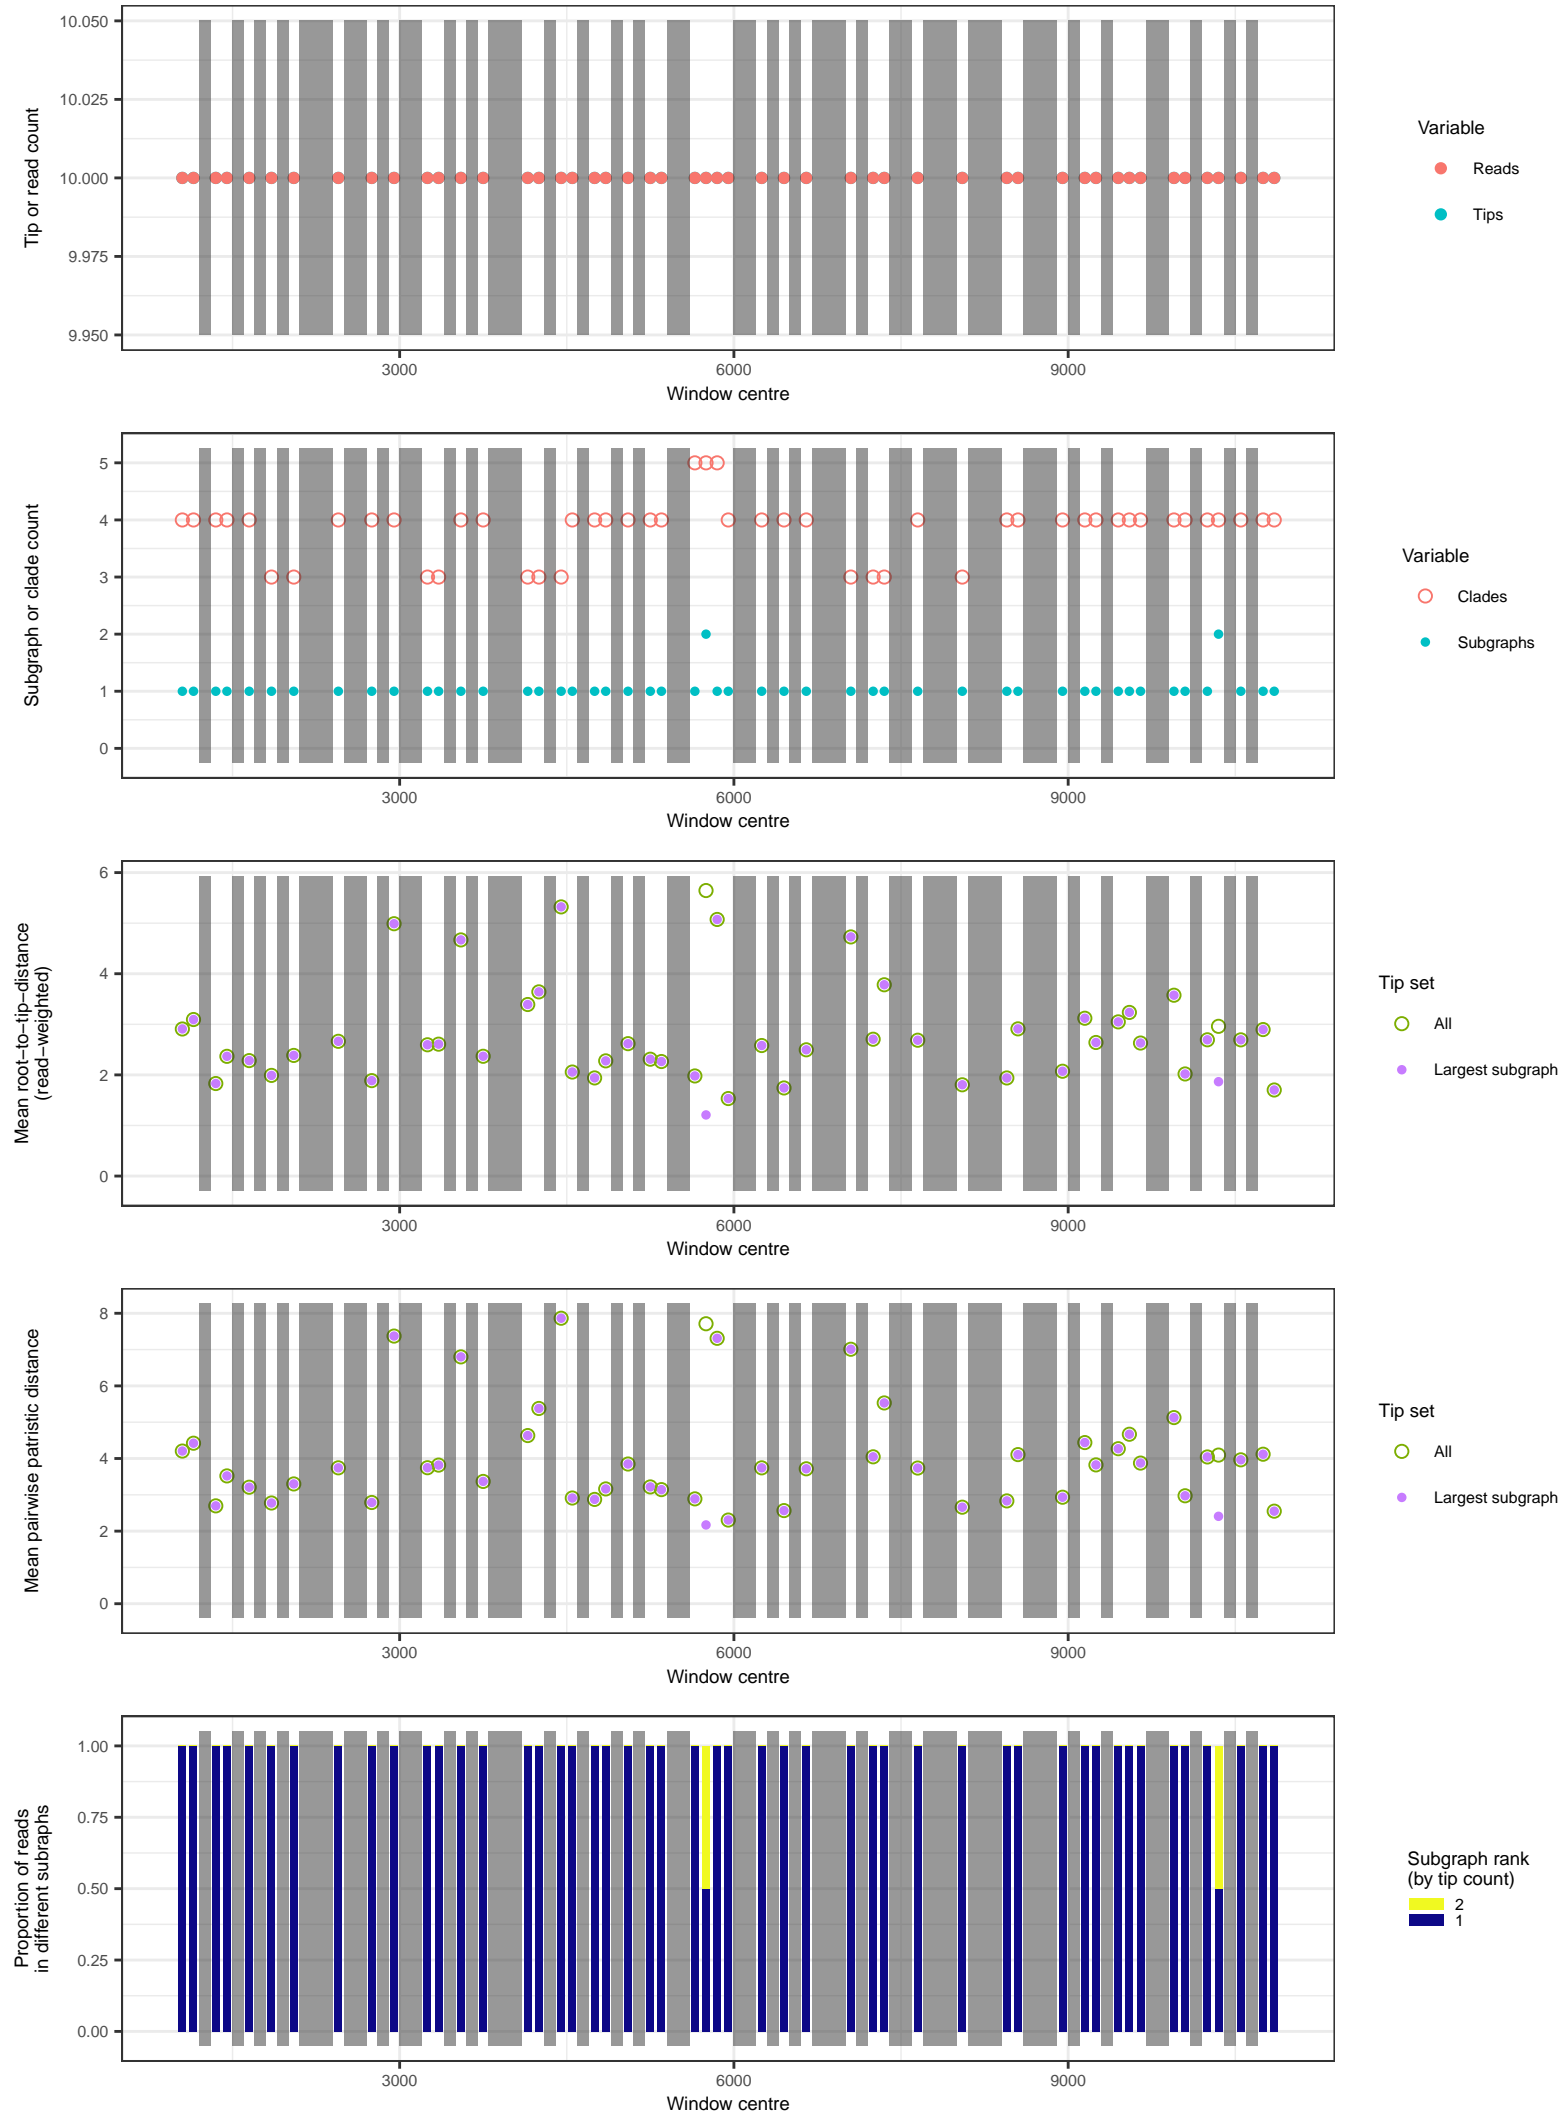 10.050
10.025
10.000
9.975
9.950
Tip or read count
3000
6000
9000
Window centre
Variable
Reads
Tips
5
4
3
2
1
0
Subgraph or clade count
3000
6000
9000
Window centre
Variable
Clades
Subgraphs
6
4
2
0
Mean root−to−tip−distance
(read−weighted)
3000
6000
9000
Window centre
Tip set
All
Largest subgraph
8
6
4
2
0
Mean pairwise patristic distance
3000
6000
9000
Window centre
Tip set
All
Largest subgraph
1.00
0.75
0.50
0.25
0.00
Proportion of reads
in different subraphs
3000
6000
9000
Window centre
Subgraph rank
(by tip count)
2
1